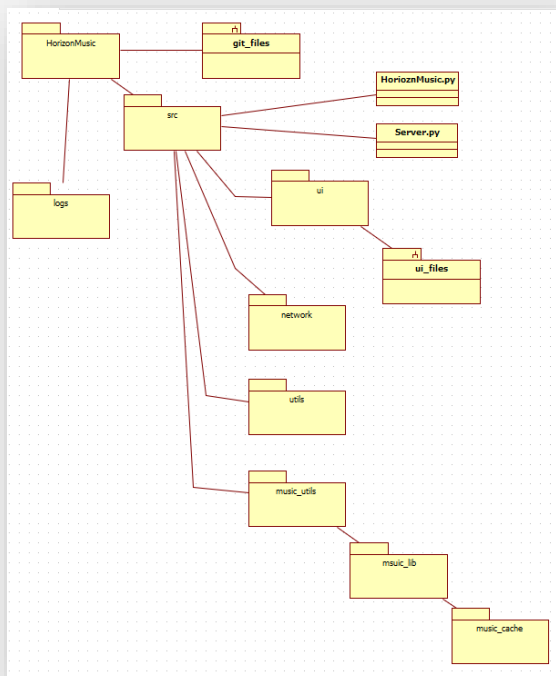 HorizonMusic
git_files
HorioznMusic.py
src
Server.py
ui
logs
ui_files
network
utils
music_utils
msuic_lib
music_cache